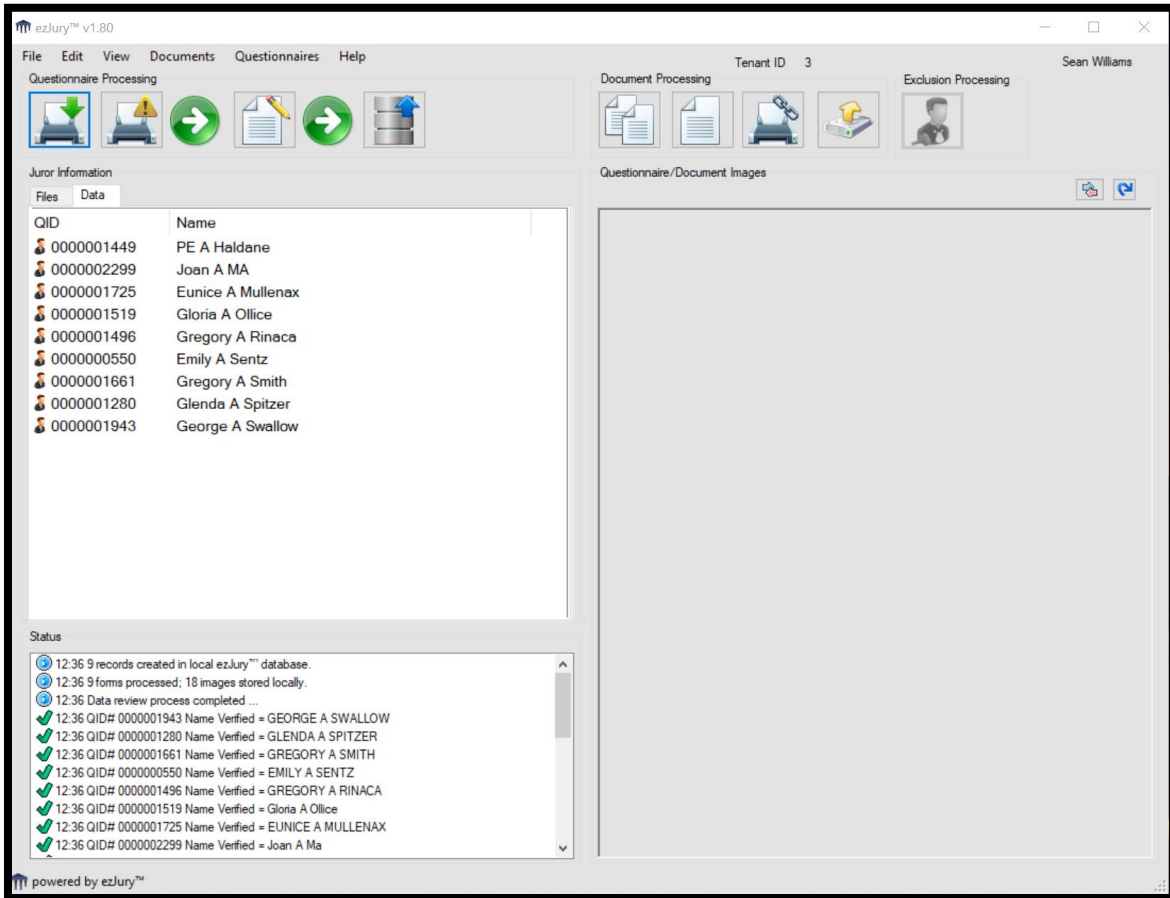 ezJury™ v1.80
File Edit View Documents Questionnaires Help
Tenant ID 3
Sean Williams
Questionnaire Processing
Document Processing
Exclusion Processing
Juror Information
Questionnaire/Document Images
Files Data
QID Name
0000001449 PE A Haldane
0000002299 Joan A MA
0000001725 Eunice A Mullenax
0000001519 Gloria A Ollice
0000001496 Gregory A Rinaca
0000000550 Emily A Sentz
0000001661 Gregory A Smith
0000001280 Glenda A Spitzer
0000001943 George A Swallow
Status
12:36 9 records created in local ezJury™ database.
12:36 9 forms processed; 18 images stored locally.
12:36 Data review process completed ...
12:36 QID# 0000001943 Name Verified = GEORGE A SWALLOW
12:36 QID# 0000001280 Name Verified = GLENDA A SPITZER
12:36 QID# 0000001661 Name Verified = GREGORY A SMITH
12:36 QID# 0000000550 Name Verified = EMILY A SENTZ
12:36 QID# 0000001496 Name Verified = GREGORY A RINACA
12:36 QID# 0000001519 Name Verified = Gloria A Ollice
12:36 QID# 0000001725 Name Verified = EUNICE A MULLENAX
12:36 QID# 0000002299 Name Verified = Joan A Ma
powered by ezJury™